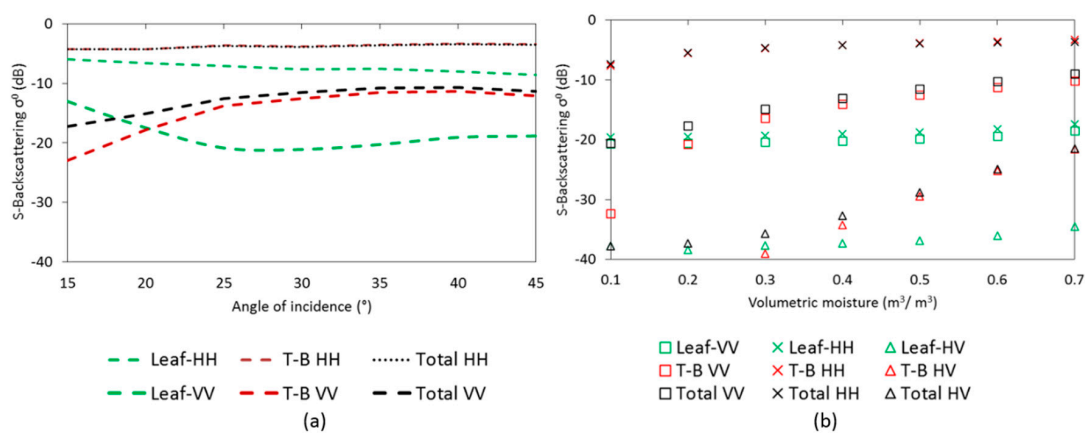 S-Backscattering σ⁰ (dB)
0
-10
-20
-30
-40
15 20 25 30 35 40 45
Angle of incidence (°)
Leaf-HH T-B HH Total HH
Leaf-VV T-B VV Total VV
(a)
S-Backscattering σ⁰ (dB)
0
-10
-20
-30
-40
0.1 0.2 0.3 0.4 0.5 0.6 0.7
Volumetric moisture (m³/ m³)
Leaf-VV Leaf-HH Leaf-HV
T-B VV T-B HH T-B HV
Total VV Total HH Total HV
(b)